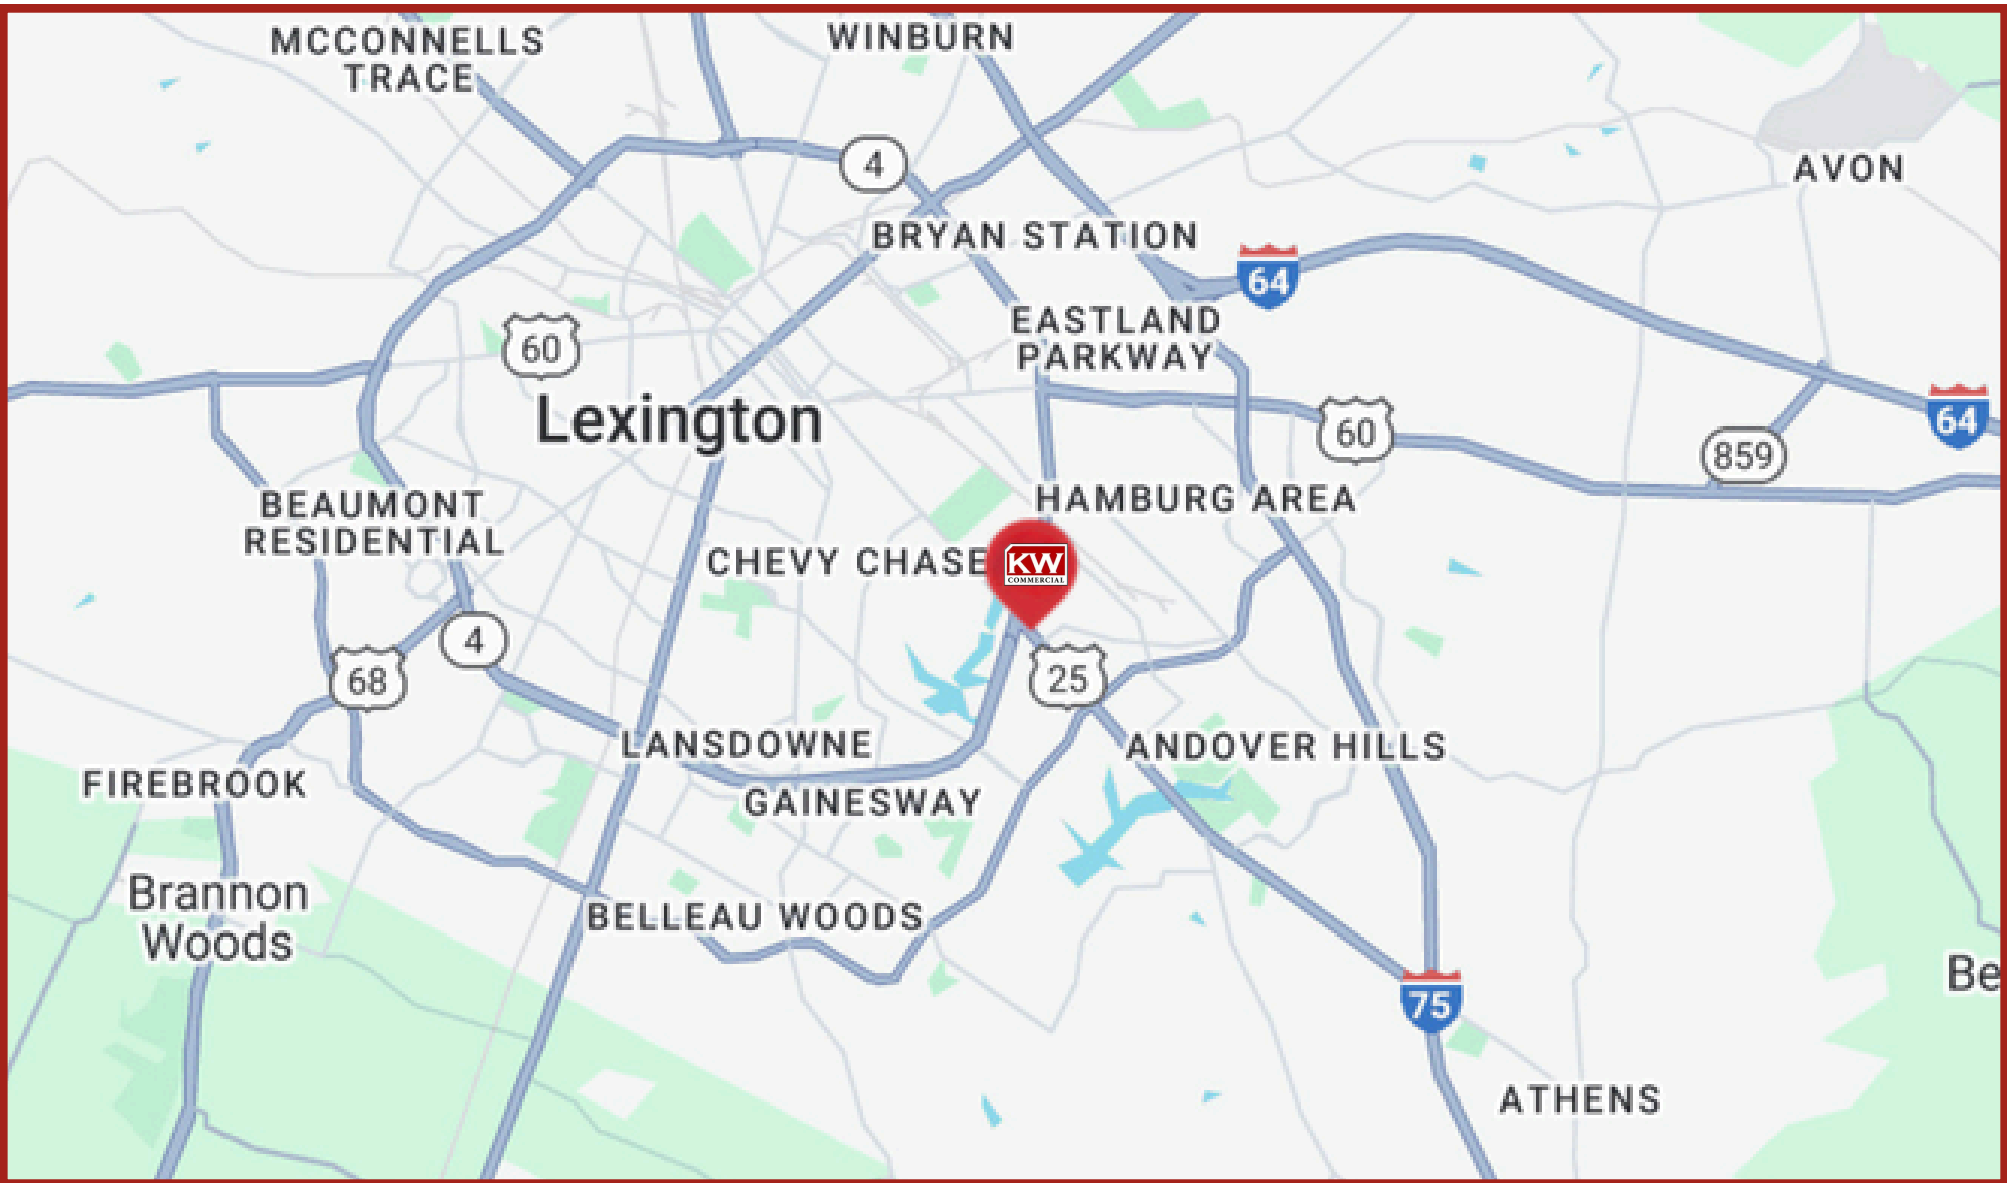 MCCONNELLS
TRACE
WINBURN
4
AVON
BRYAN STATION
64
EASTLAND
PARKWAY
60
Lexington
60
64
859
BEAUMONT
RESIDENTIAL
HAMBURG AREA
CHEVY CHASE
KW
COMMERCIAL
4
68
25
LANSDOWNE
ANDOVER HILLS
FIREBROOK
GAINESWAY
Brannon
Woods
BELLEAU WOODS
Be
75
ATHENS